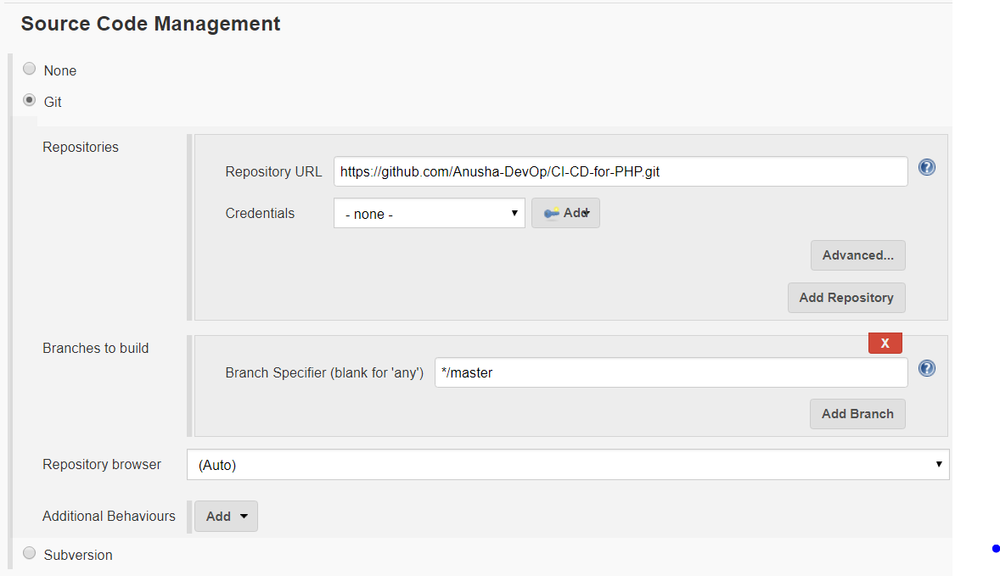 Source Code Management
None
Git
Repositories
Repository URL https://github.com/Anusha-DevOp/CI-CD-for-PHP.git
Credentials - none - Add
Advanced...
Add Repository
Branches to build
X
Branch Specifier (blank for 'any') */master
Add Branch
Repository browser (Auto)
Additional Behaviours Add
Subversion